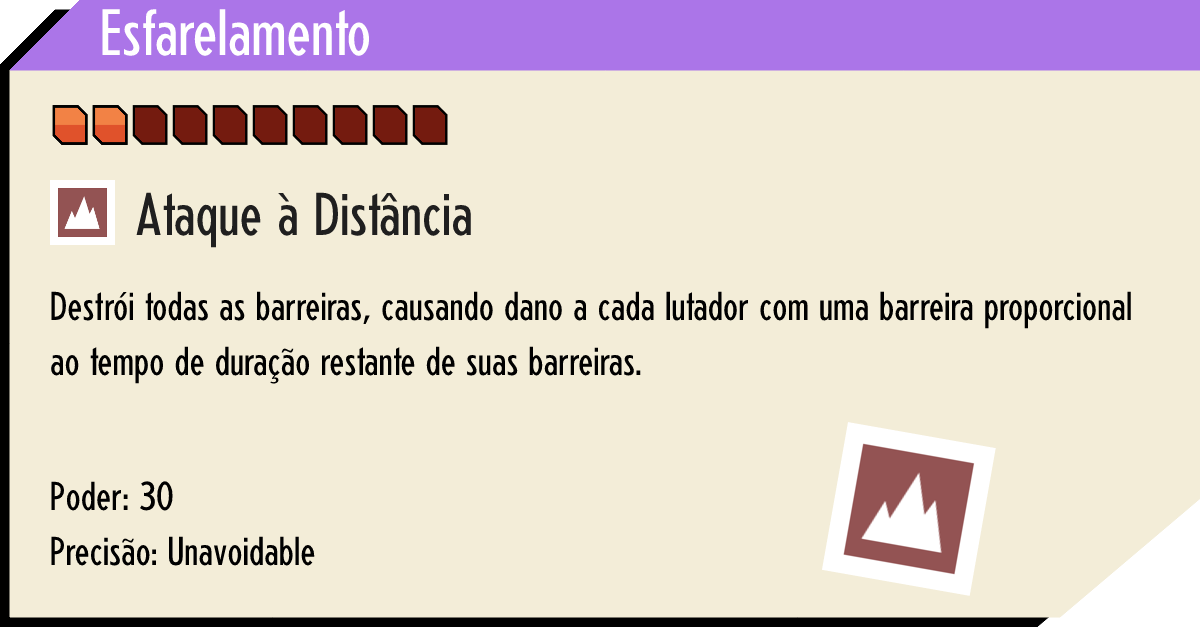 Esfarelamento
Ataque à Distância
Destrói todas as barreiras, causando dano a cada lutador com uma barreira proporcional
ao tempo de duração restante de suas barreiras.
Poder: 30
Precisão: Unavoidable